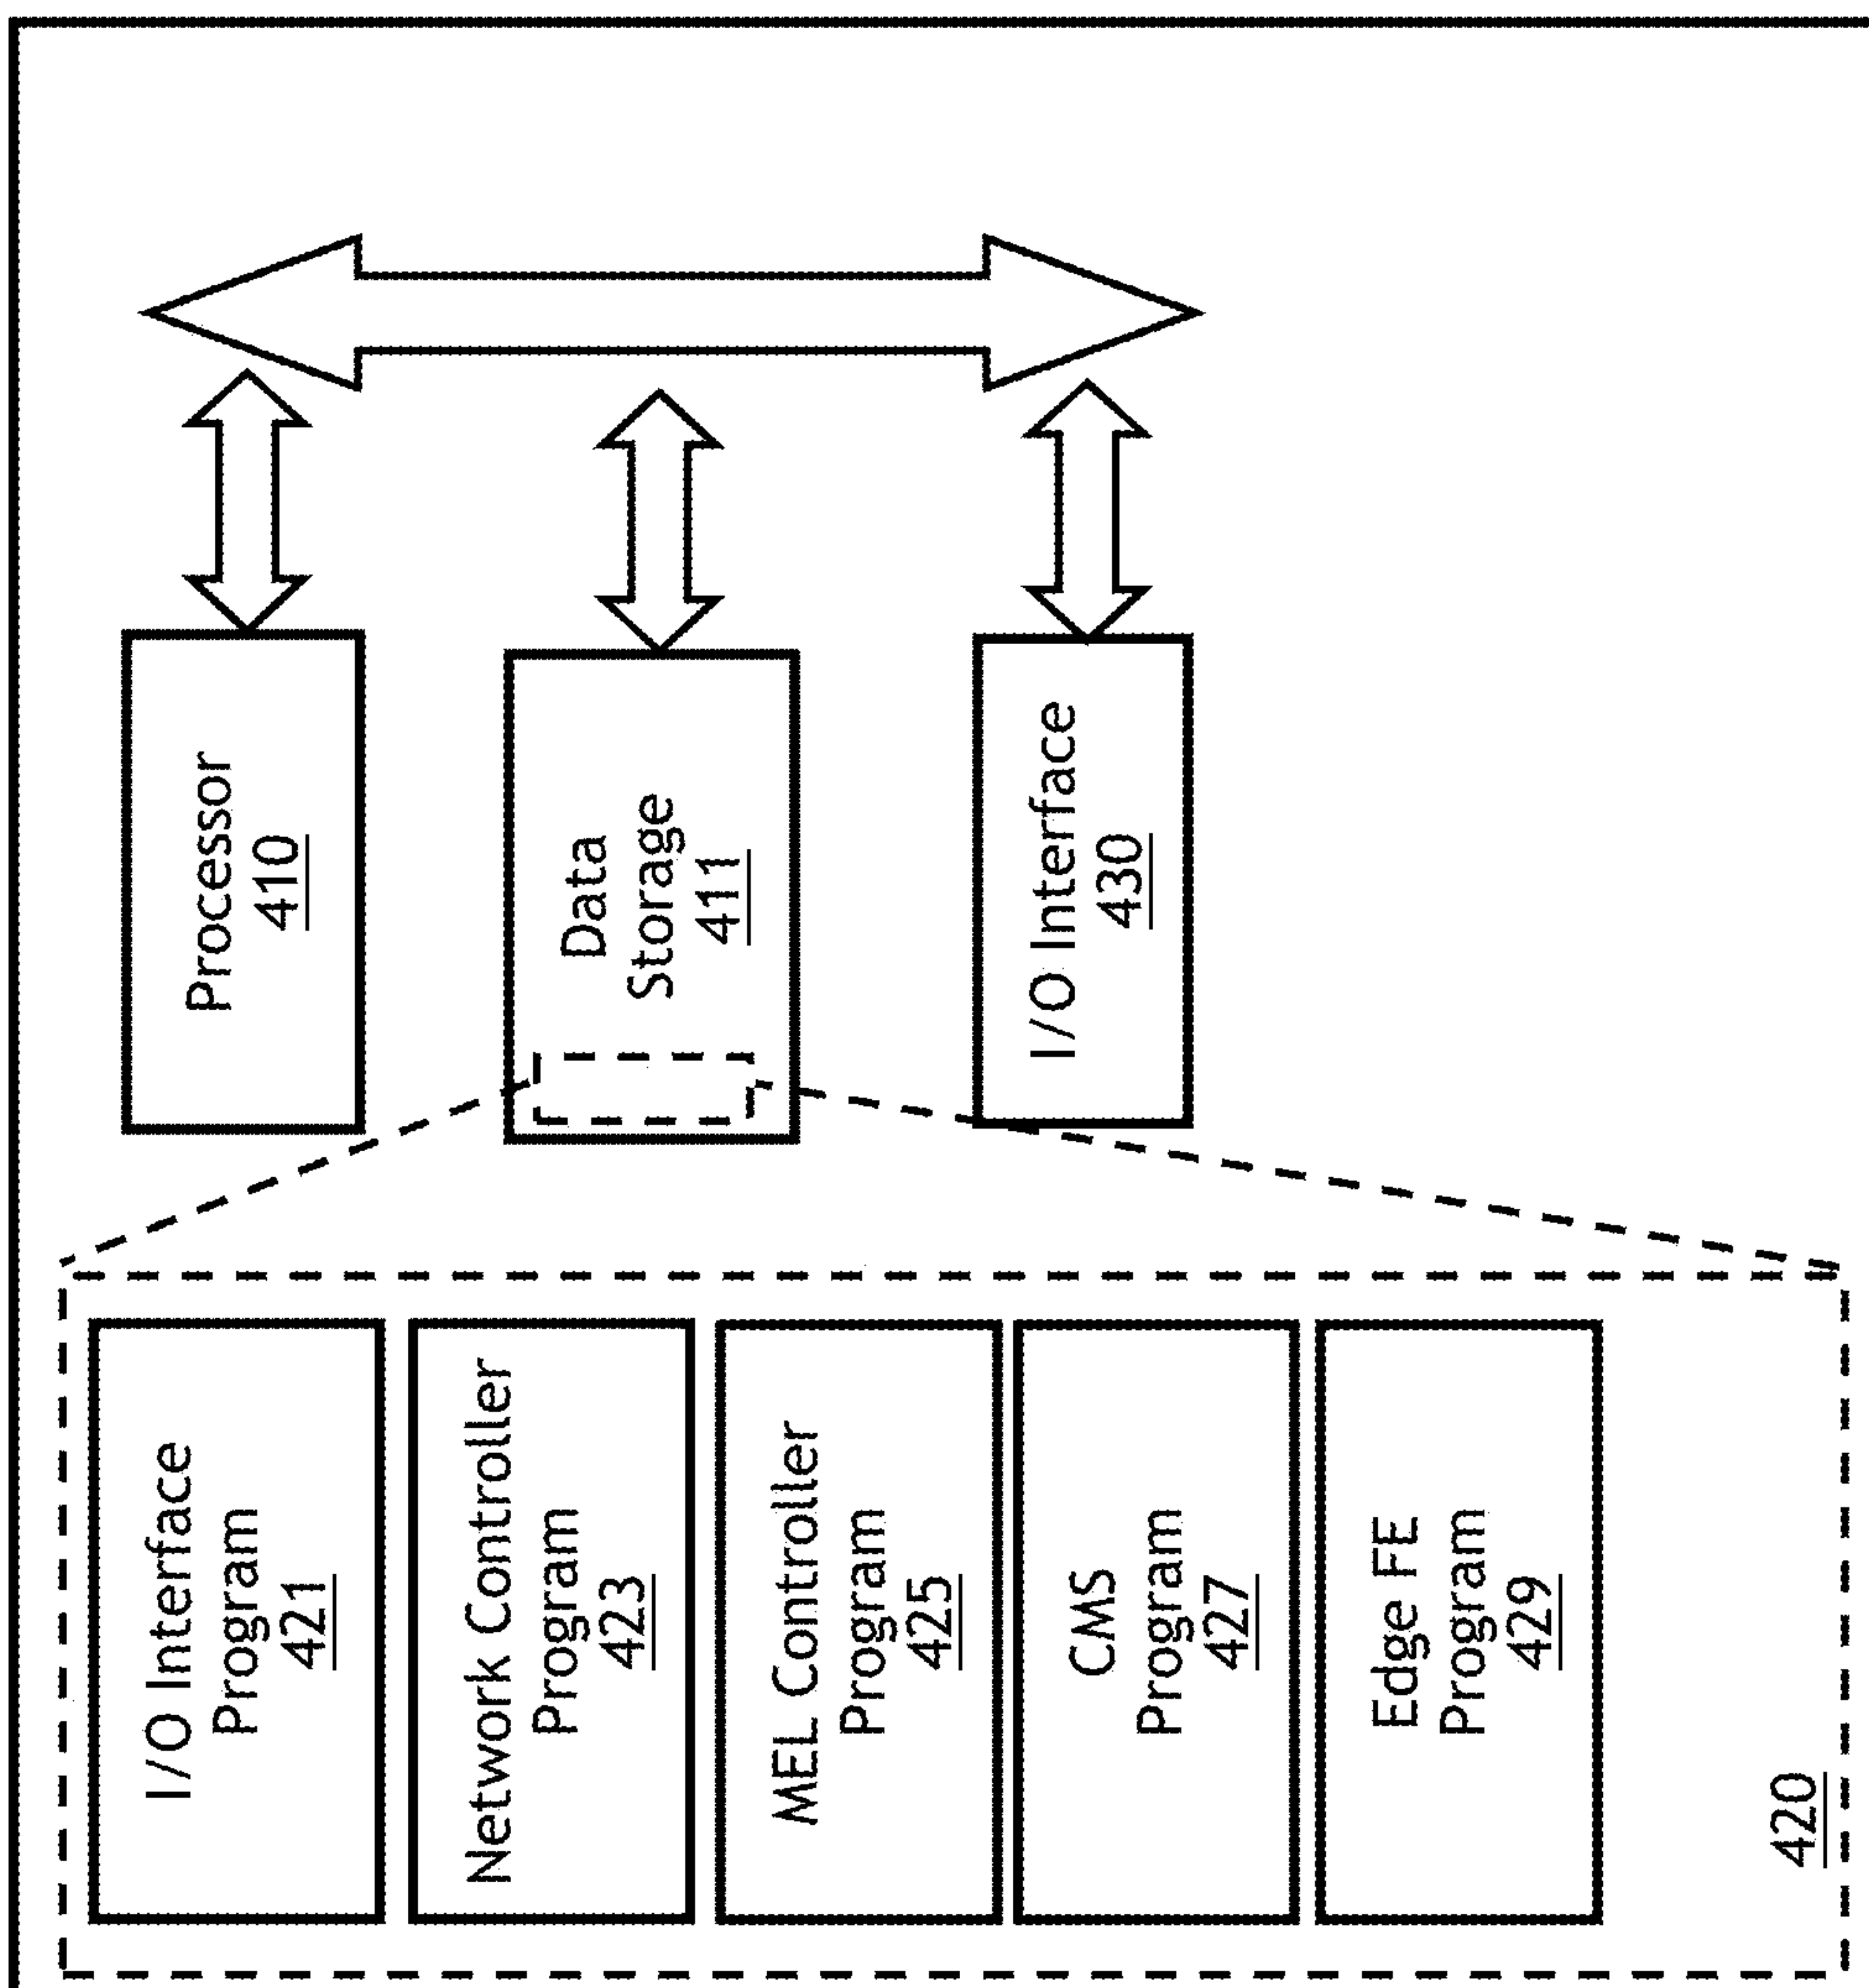 I/O Interface
Program
421
Network Controller
Program
423
MEL Controller
Program
425
CMS
Program
427
Edge FE
Program
429
420
Processor
410
Data
Storage
411
I/O Interface
430